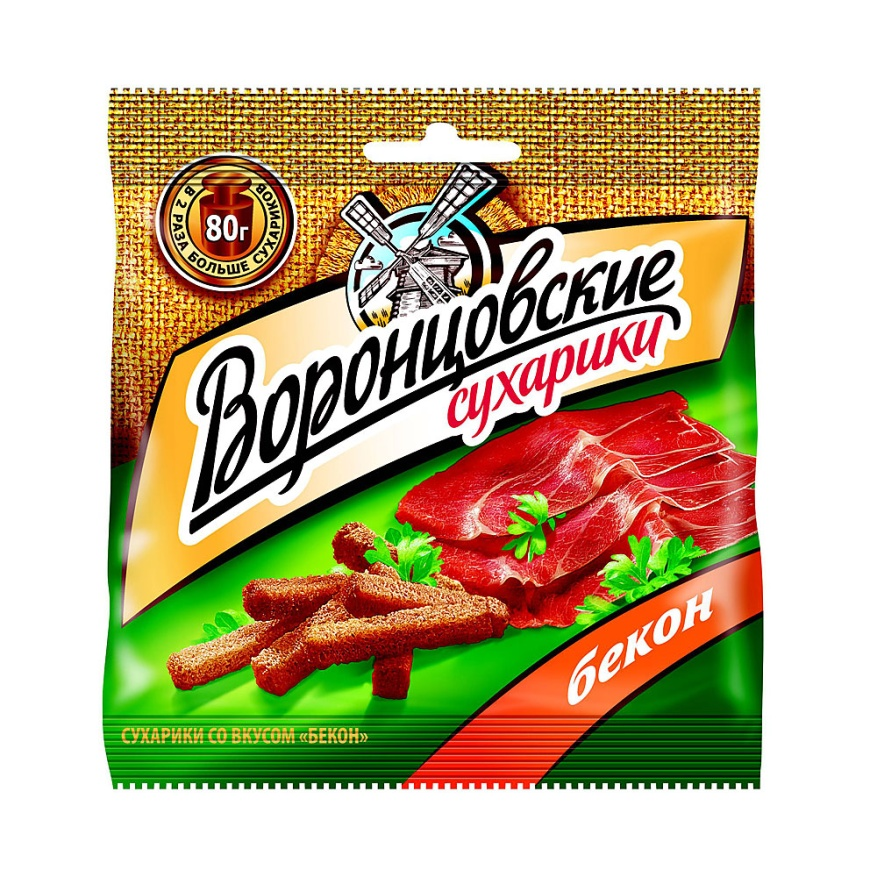 80г
В 2 РАЗА БОЛЬШЕ СУХАРИКОВ
Воронцовские
сухарики
бекон
СУХАРИКИ СО ВКУСОМ «БЕКОН»